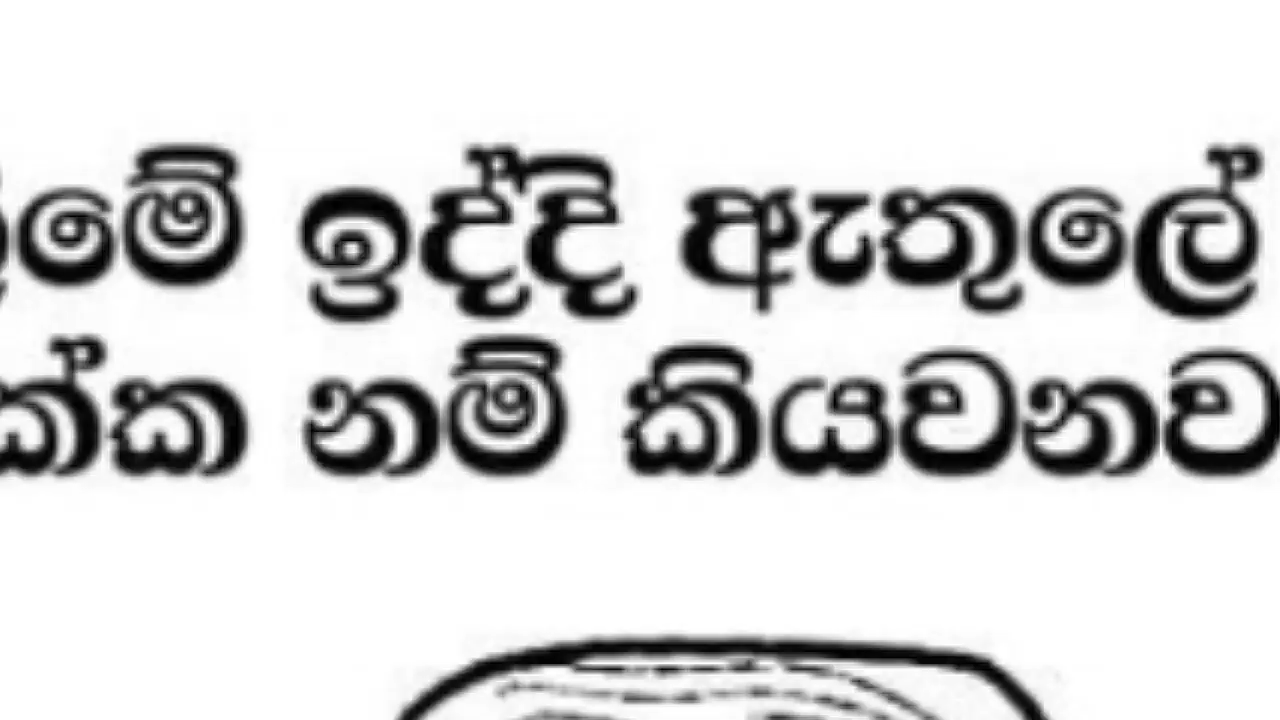 ඉද්දි ඇතුලේ
නම් කියවනව